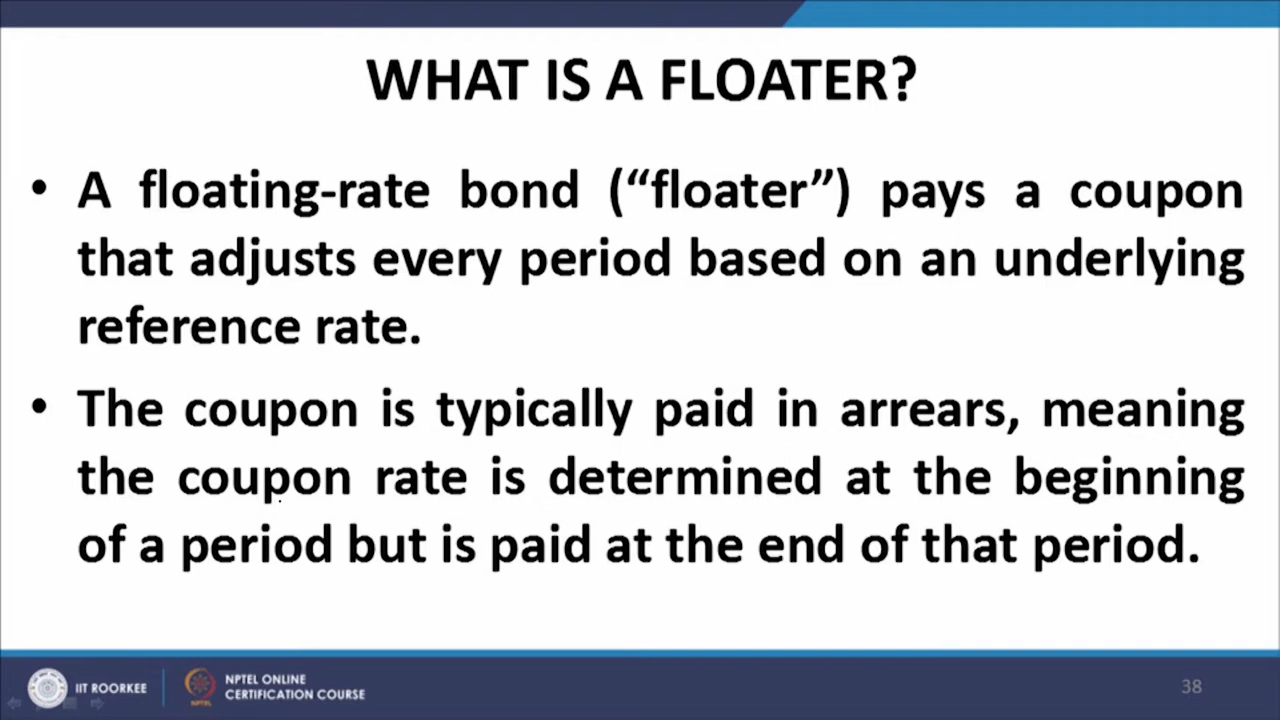 WHAT IS A FLOATER?
• A floating-rate bond (“floater”) pays a coupon
that adjusts every period based on an underlying
reference rate.
• The coupon is typically paid in arrears, meaning
the coupon rate is determined at the beginning
of a period but is paid at the end of that period.
IIT ROORKEE
NPTEL
NPTEL ONLINE
CERTIFICATION COURSE
38